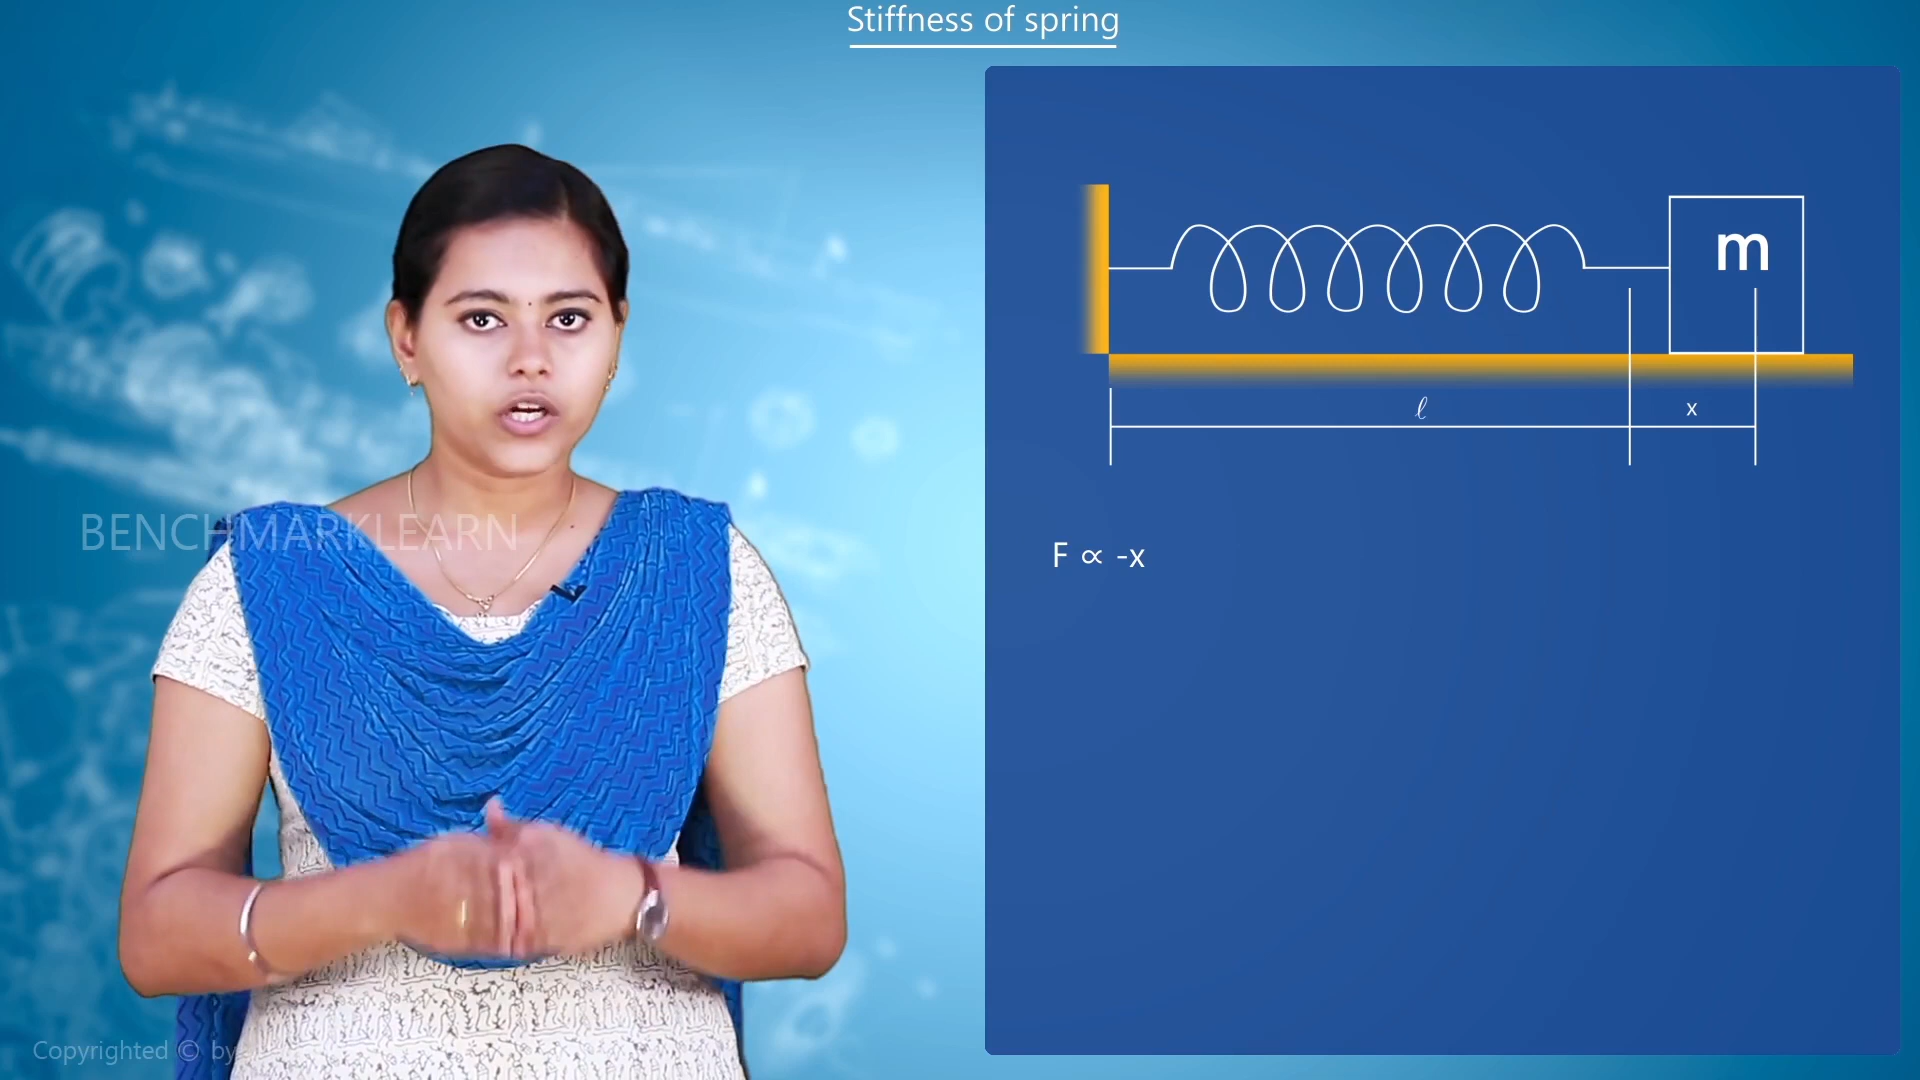 Stiffness of spring
m
ℓ
x
F ∝ -x
BENCHMARKLEARN
Copyrighted © by